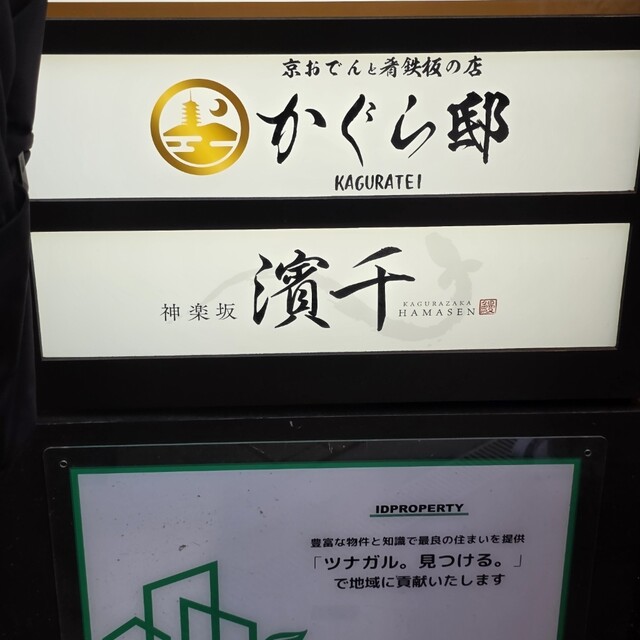 京おでんと肴鉄板の店
かぐら邸
KAGURATEI
神楽坂 濱千
KAGURAZAKA
HAMASEN
IDPROPERTY
豊富な物件と知識で最良の住まいを提供
「ツナガル。見つける。」
で地域に貢献いたします